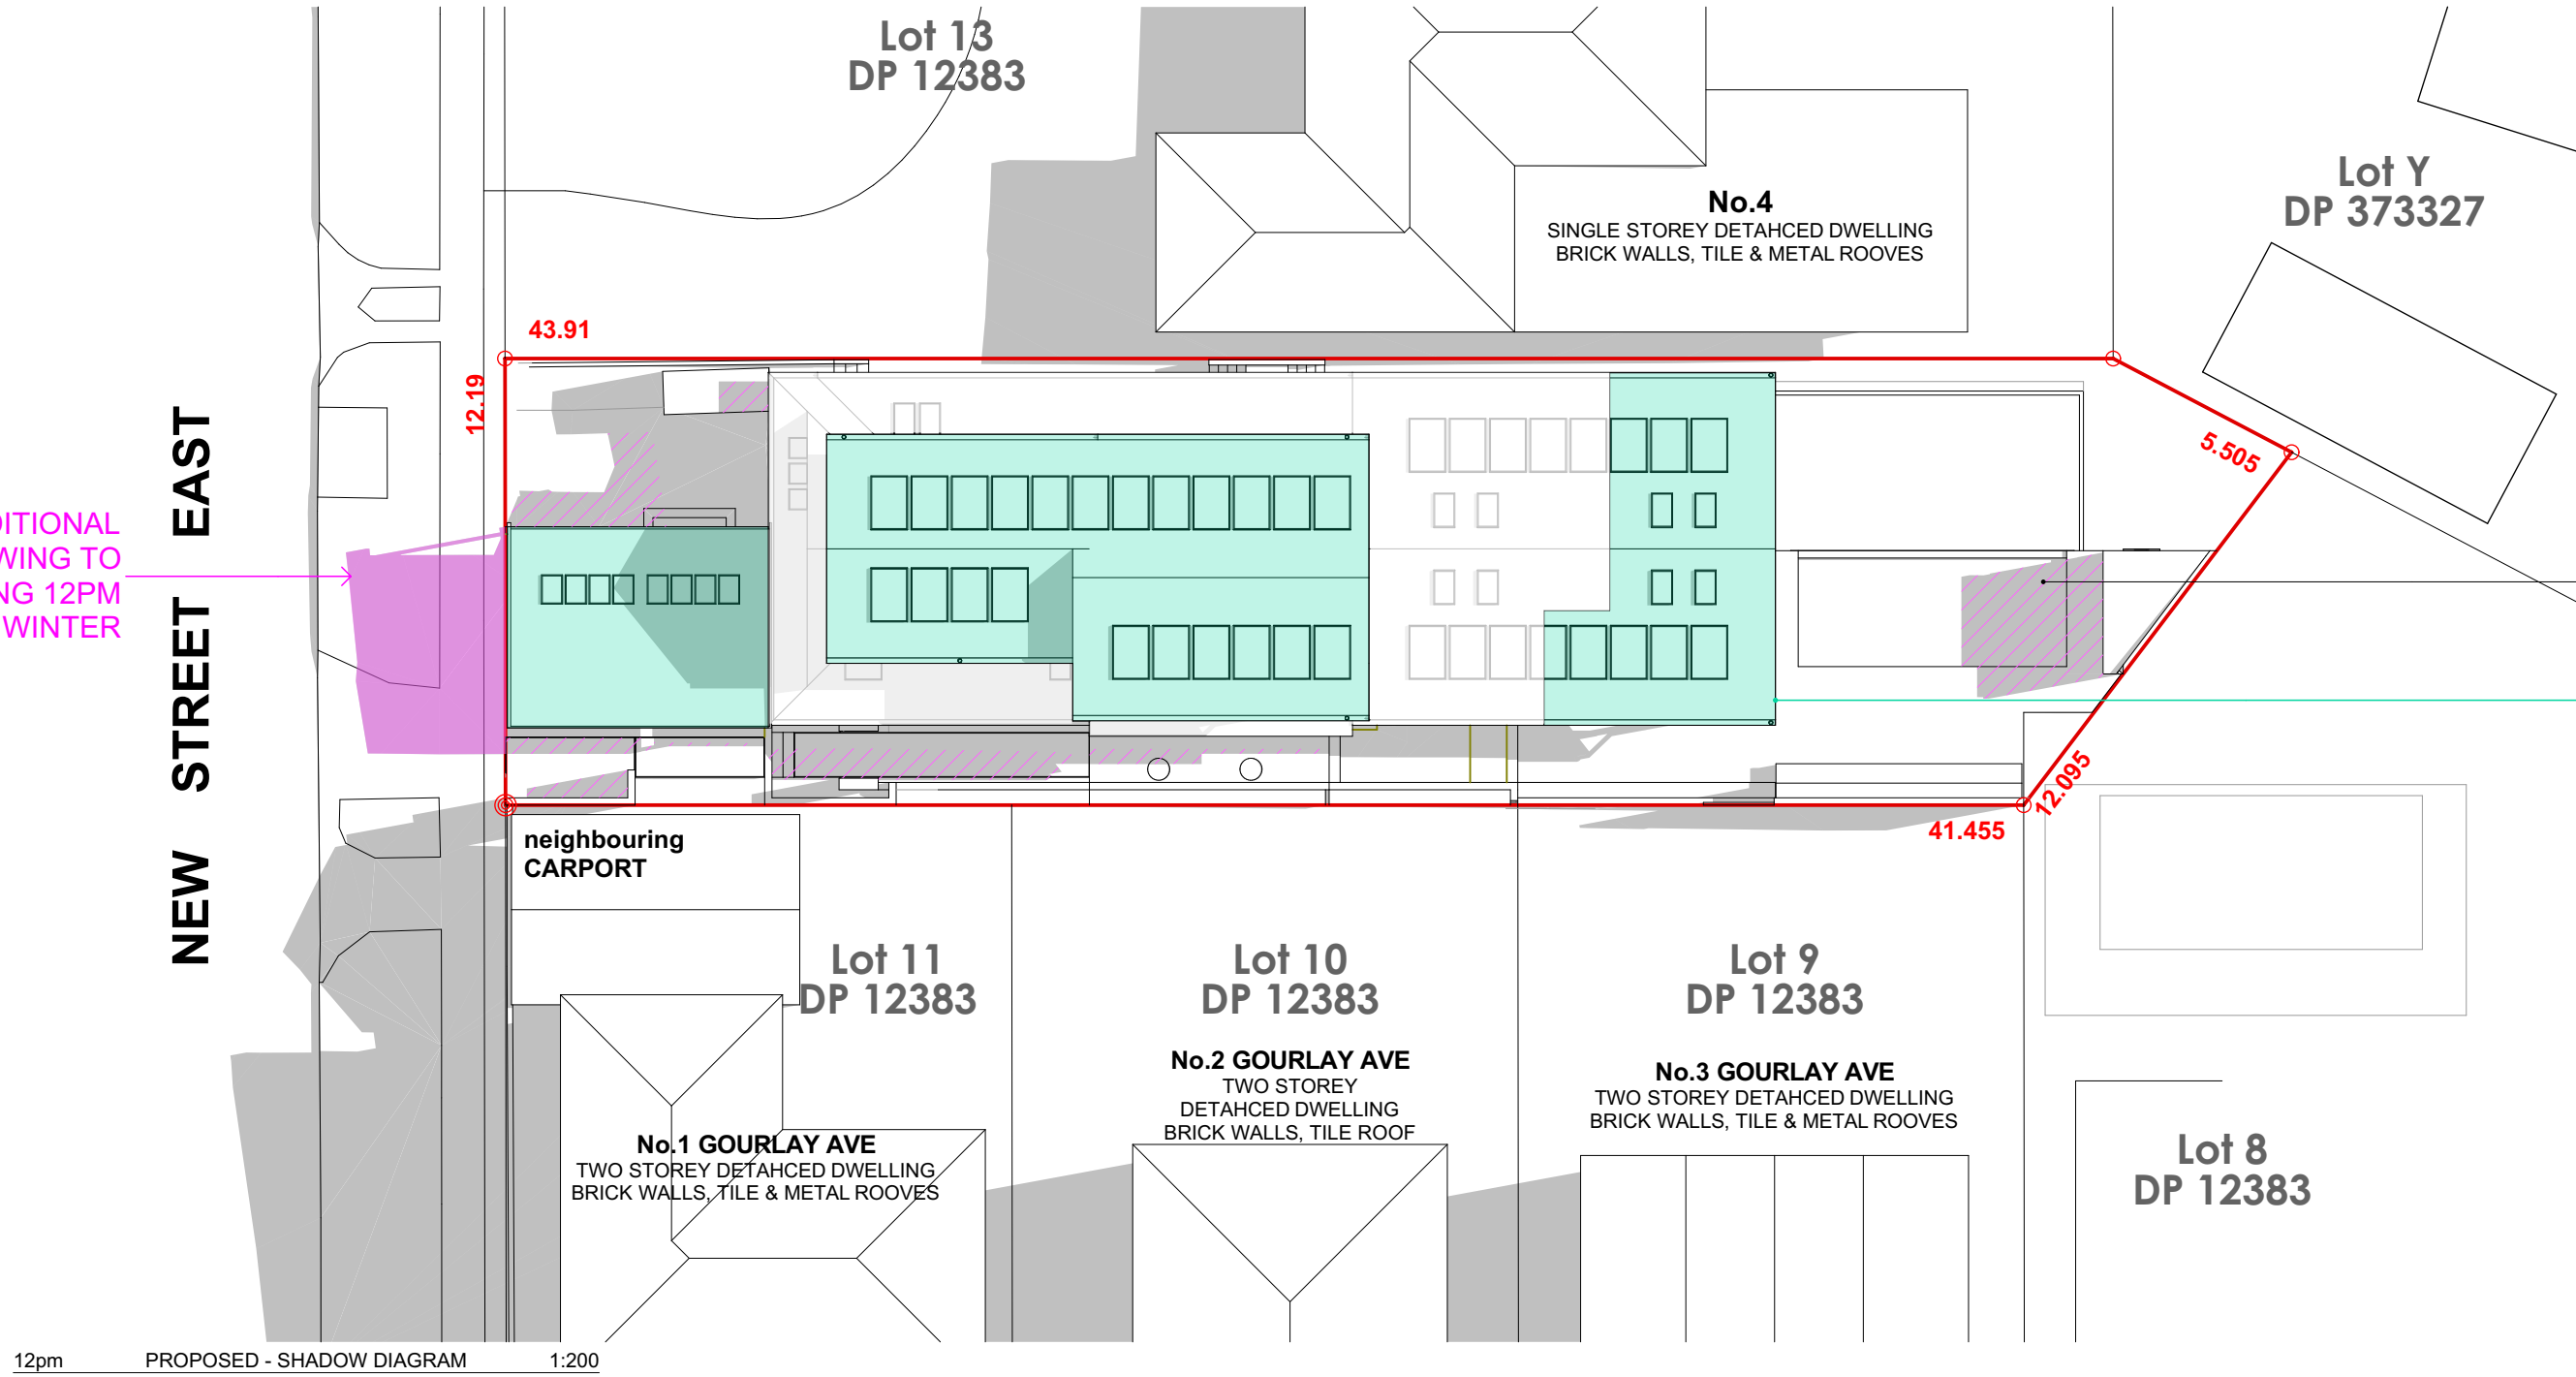 Lot 13
DP 12383
Lot Y
DP 373327
No.4
SINGLE STOREY DETAHCED DWELLING
BRICK WALLS, TILE & METAL ROOVES
43.91
12.19
5.505
NEW STREET EAST
DITIONAL
WING TO
NG 12PM
WINTER
12.095
41.455
neighbouring
CARPORT
Lot 11
DP 12383
Lot 10
DP 12383
Lot 9
DP 12383
No.1 GOURLAY AVE
TWO STOREY DETAHCED DWELLING
BRICK WALLS, TILE & METAL ROOVES
No.2 GOURLAY AVE
TWO STOREY
DETAHCED DWELLING
BRICK WALLS, TILE ROOF
No.3 GOURLAY AVE
TWO STOREY DETAHCED DWELLING
BRICK WALLS, TILE & METAL ROOVES
Lot 8
DP 12383
12pm PROPOSED - SHADOW DIAGRAM 1:200